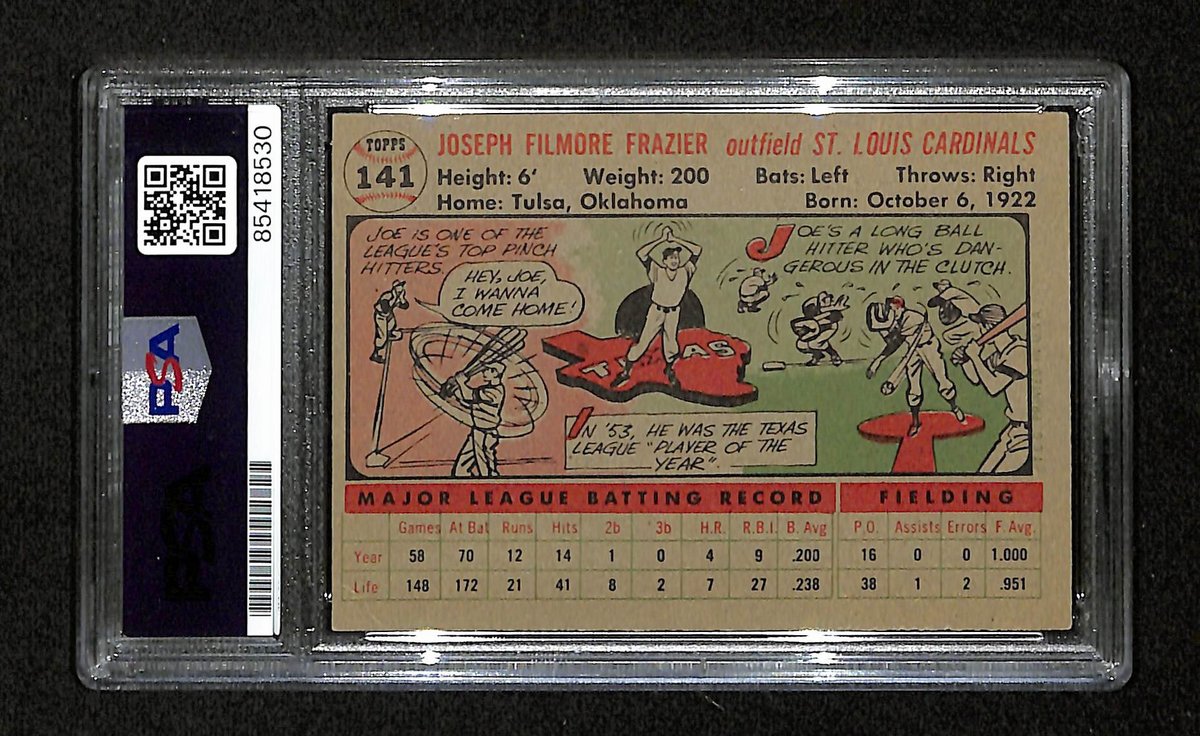 85418530
PSA
PSA
TOPPS
141
JOSEPH FILMORE FRAZIER outfield ST. LOUIS CARDINALS
Height: 6' Weight: 200 Bats: Left Throws: Right
Home: Tulsa, Oklahoma Born: October 6, 1922
JOE IS ONE OF THE
LEAGUE'S TOP PINCH
HITTERS.
HEY, JOE,
I WANNA
COME HOME!
TEXAS
IN '53, HE WAS THE TEXAS
LEAGUE "PLAYER OF THE
YEAR".
JOE'S A LONG BALL
HITTER WHO'S DAN-
GEROUS IN THE CLUTCH.
MAJOR LEAGUE BATTING RECORD FIELDING
Games At Bat Runs Hits 2b 3b H.R. R.B.I. B. Avg P.O. Assists Errors F. Avg.
Year 58 70 12 14 1 0 4 9 .200 16 0 0 1.000
Life 148 172 21 41 8 2 7 27 .238 38 1 2 .951